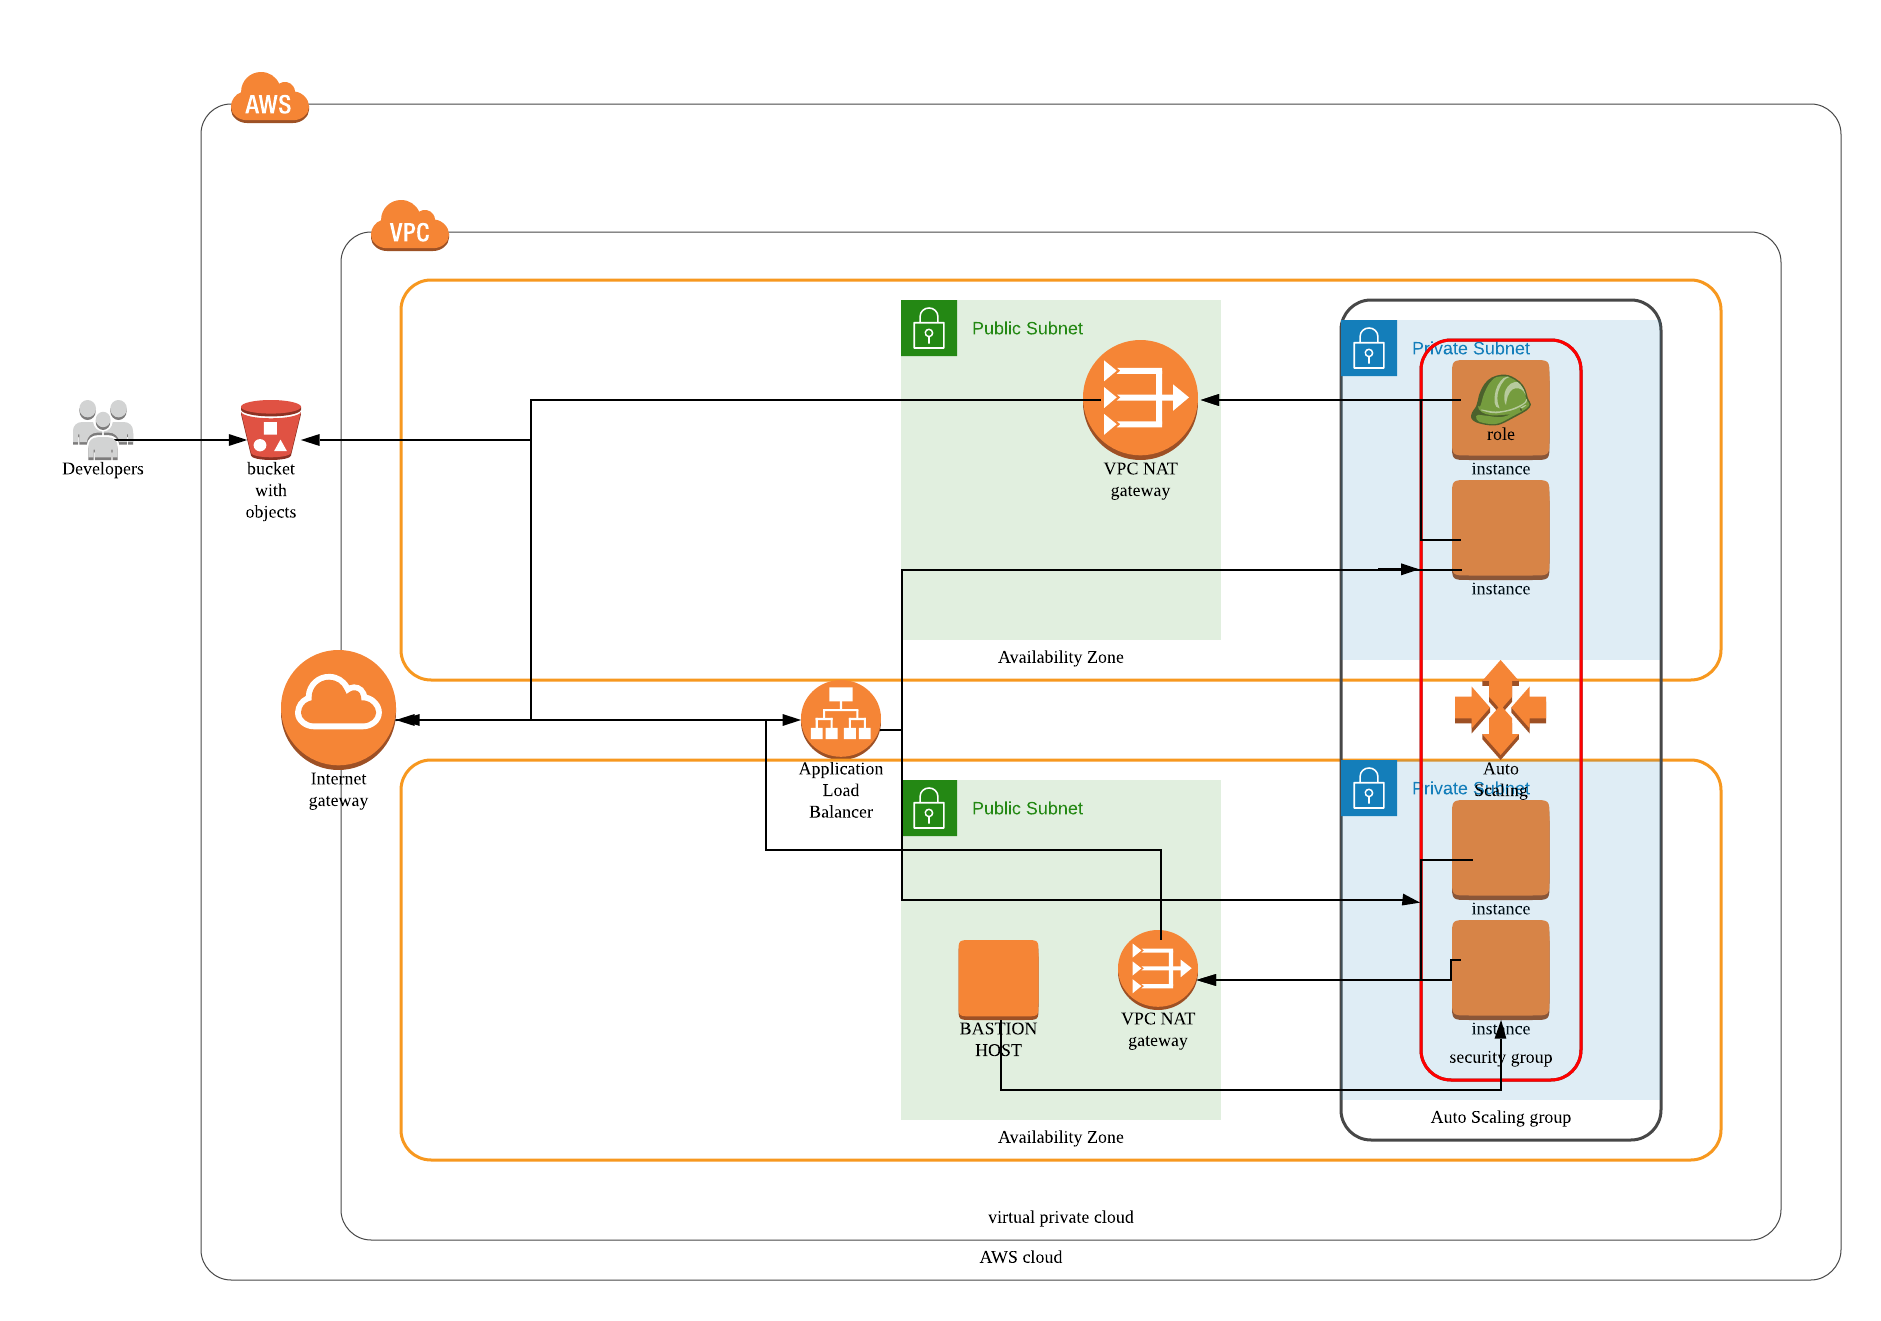 AWS
VPC
Public Subnet
Private Subnet
role
instance
Developers
bucket
with
objects
VPC NAT
gateway
instance
Availability Zone
Internet
gateway
Application
Load
Balancer
Auto
Scaling
Public Subnet
Private Subnet
instance
BASTION
HOST
VPC NAT
gateway
instance
security group
Auto Scaling group
Availability Zone
virtual private cloud
AWS cloud